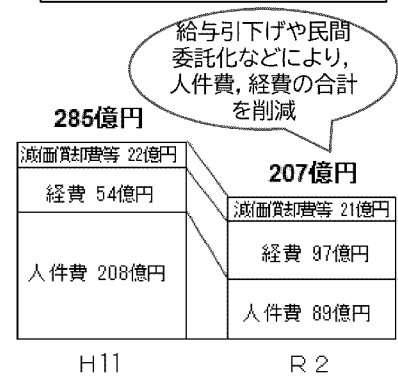 給与引下げや民間
委託化などにより，
人件費，経費の合計
を削減
285億円
207億円
減価償却費等 22億円
経費 54億円
人件費 208億円
減価償却費等 21億円
経費 97億円
人件費 89億円
H11
R2